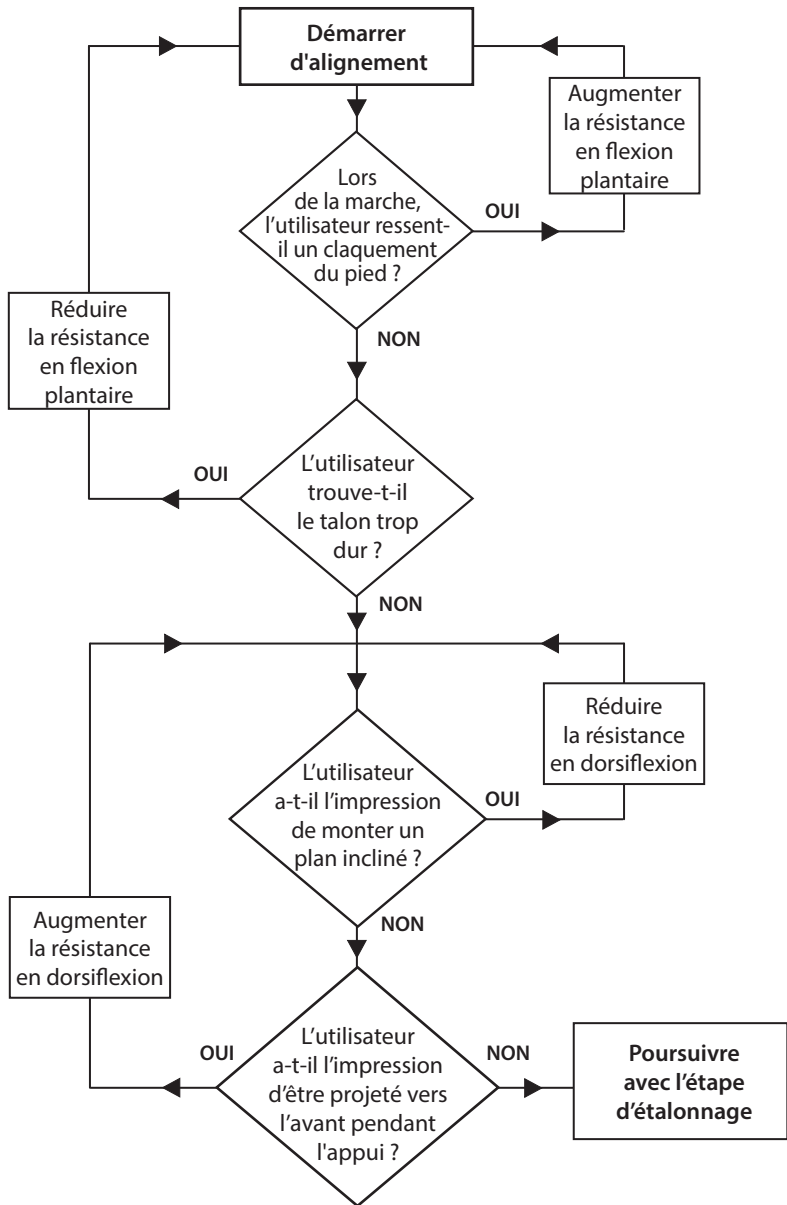 Démarrer
d'alignement
Augmenter
la résistance
en flexion
plantaire
Lors
de la marche,
l'utilisateur ressent-
il un claquement
du pied ?
OUI
NON
Réduire
la résistance
en flexion
plantaire
OUI
L'utilisateur
trouve-t-il
le talon trop
dur ?
NON
Réduire
la résistance
en dorsiflexion
L'utilisateur
a-t-il l'impression
de monter un
plan incliné ?
OUI
NON
Augmenter
la résistance
en dorsiflexion
OUI
L'utilisateur
a-t-il l'impression
d'être projeté vers
l'avant pendant
l'appui ?
NON
Poursuivre
avec l'étape
d'étalonnage